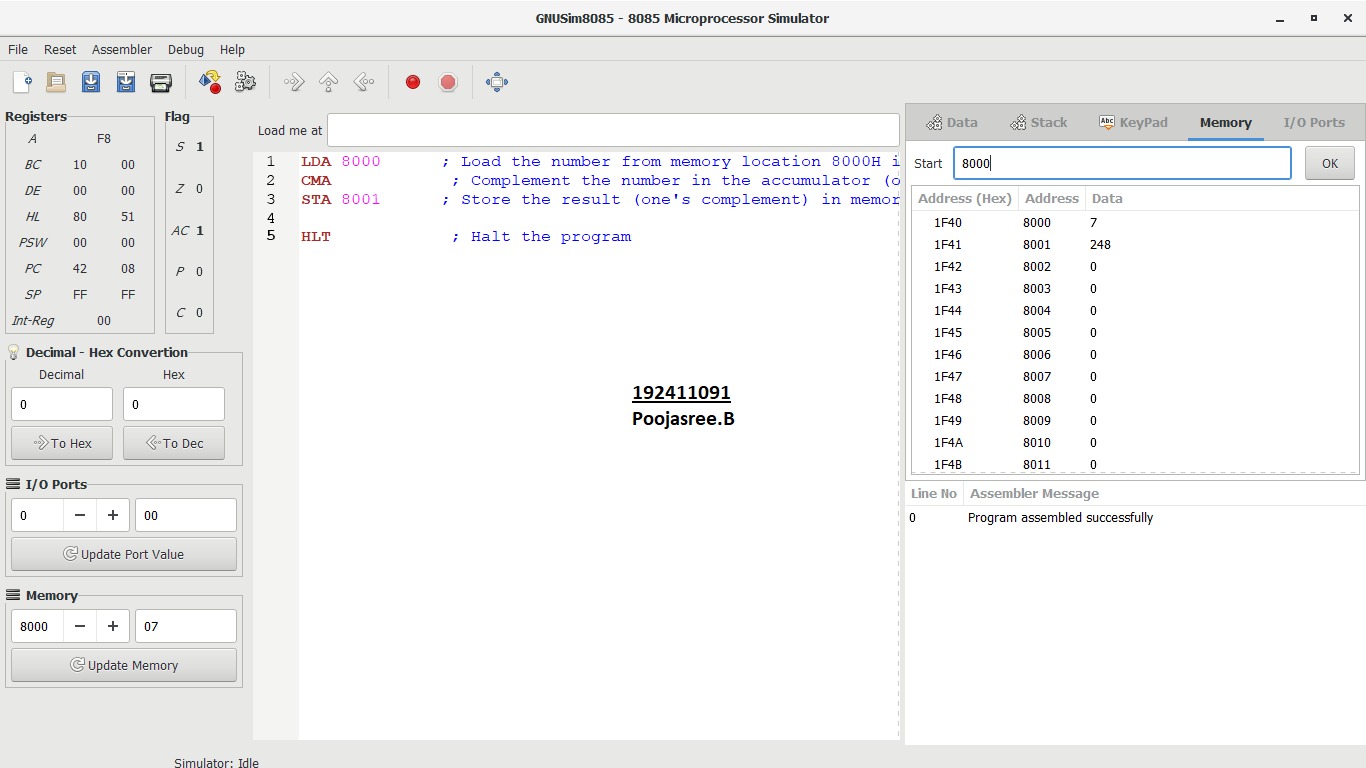 GNUSim8085 - 8085 Microprocessor Simulator
File Reset Assembler Debug Help
Registers
A F8
BC 10 00
DE 00 00
HL 80 51
PSW 00 00
PC 42 08
SP FF FF
Int-Reg 00
Flag
S 1
Z 0
AC 1
P 0
C 0
Decimal - Hex Convertion
Decimal Hex
0 0
To Hex To Dec
I/O Ports
0 − + 00
Update Port Value
Memory
8000 − + 07
Update Memory
Load me at
1 LDA 8000 ; Load the number from memory location 8000H i
2 CMA ; Complement the number in the accumulator (o
3 STA 8001 ; Store the result (one's complement) in memor
4
5 HLT ; Halt the program
192411091
Poojasree.B
Data Stack Abc KeyPad Memory I/O Ports
Start 8000 OK
Address (Hex) Address Data
1F40 8000 7
1F41 8001 248
1F42 8002 0
1F43 8003 0
1F44 8004 0
1F45 8005 0
1F46 8006 0
1F47 8007 0
1F48 8008 0
1F49 8009 0
1F4A 8010 0
1F4B 8011 0
Line No Assembler Message
0 Program assembled successfully
Simulator: Idle